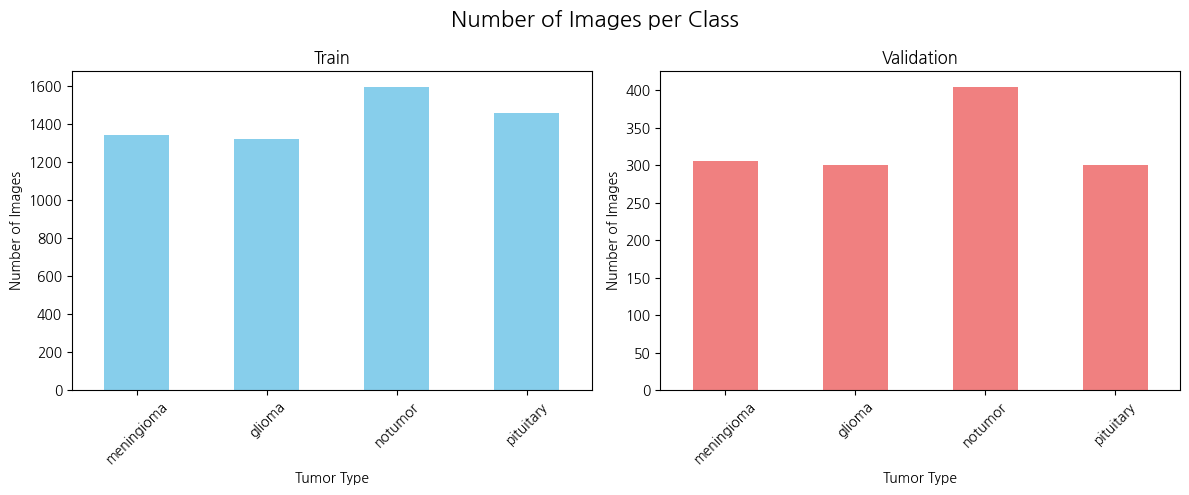 Number of Images per Class
Train
Number of Images
1600
1400
1200
1000
800
600
400
200
0
meningioma
glioma
notumor
pituitary
Tumor Type
Validation
Number of Images
400
350
300
250
200
150
100
50
0
meningioma
glioma
notumor
pituitary
Tumor Type